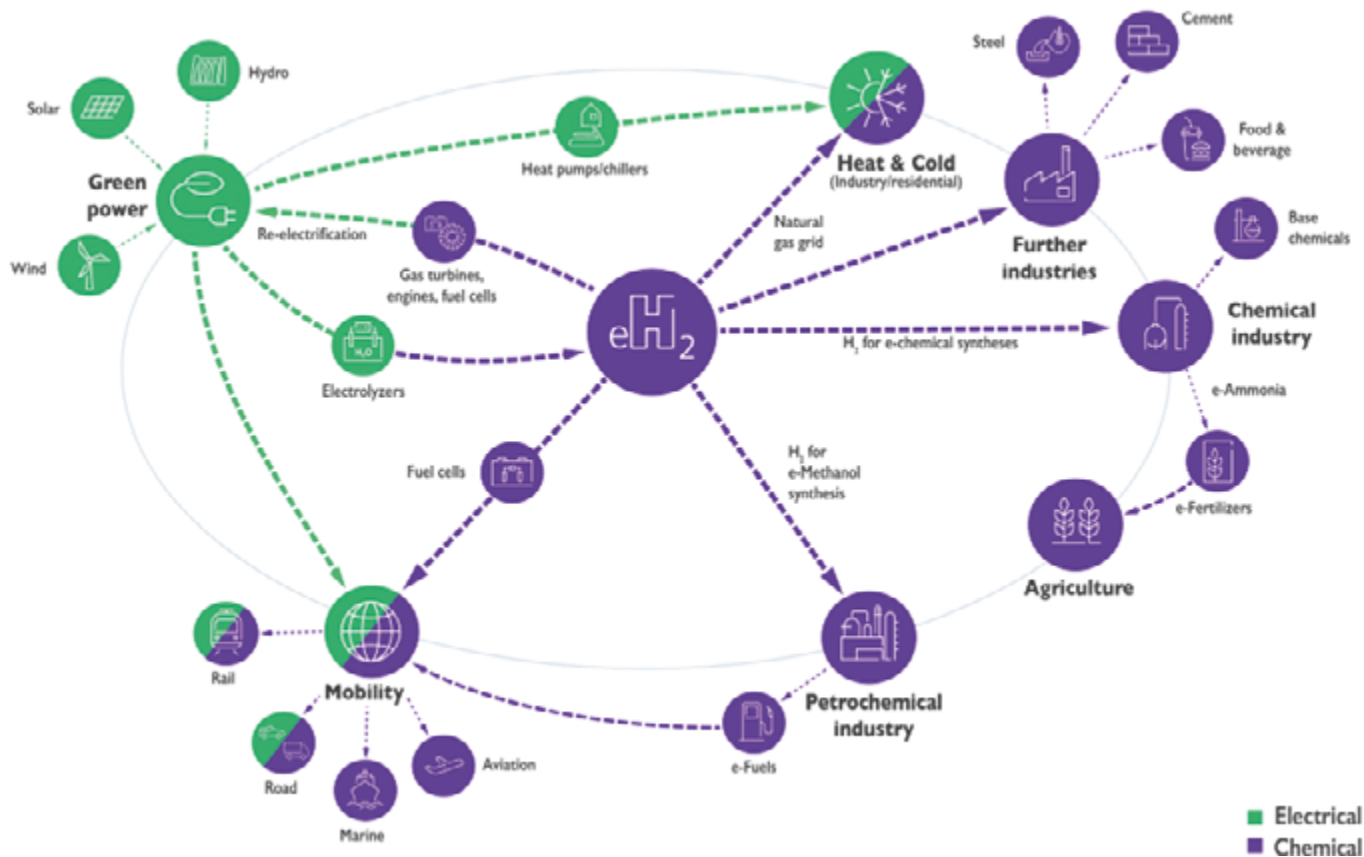 Hydro
Solar
Green
power
Wind
Heat pumps/chillers
Re-electrification
Gas turbines,
engines, fuel cells
H₂O
Electrolyzers
eH₂
Heat & Cold
(Industry/residential)
Natural
gas grid
Steel
Cement
Food &
beverage
Further
industries
Base
chemicals
Chemical
industry
H₂ for e-chemical syntheses
e-Ammonia
e-Fertilizers
Agriculture
Fuel cells
H₂ for
e-Methanol
synthesis
Petrochemical
industry
e-Fuels
Mobility
Rail
Road
Marine
Aviation
Electrical
Chemical